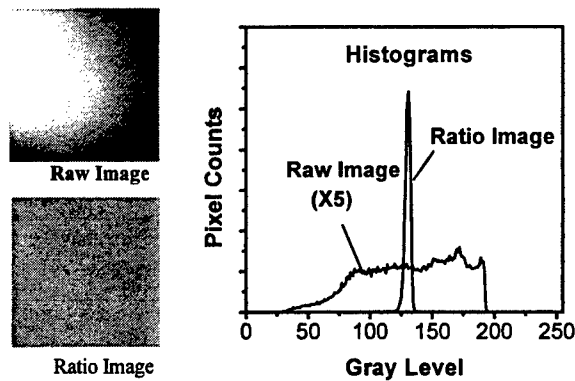 Raw Image
Ratio Image
Histograms
Ratio Image
Raw Image
(X5)
Pixel Counts
0 50 100 150 200 250
Gray Level